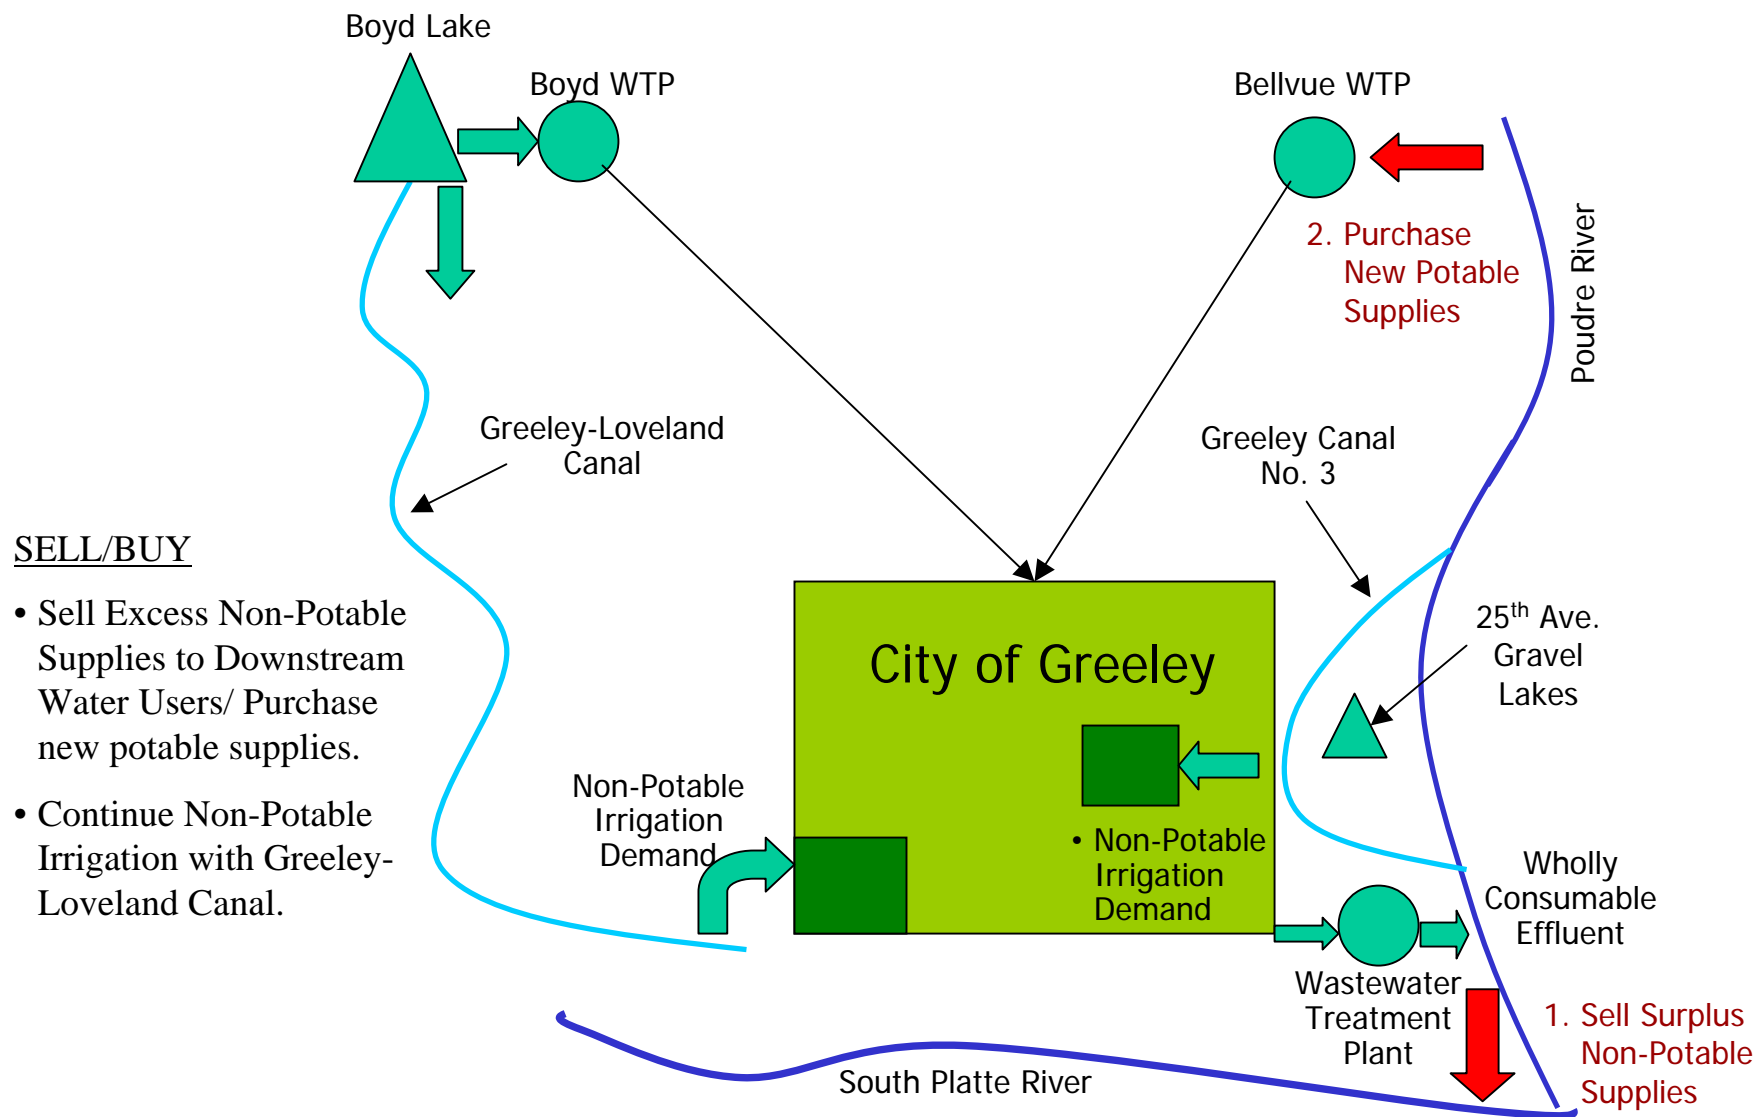 Boyd Lake
Boyd WTP
Bellvue WTP
2. Purchase
New Potable
Supplies
Poudre River
Greeley-Loveland
Canal
Greeley Canal
No. 3
SELL/BUY
• Sell Excess Non-Potable
Supplies to Downstream
Water Users/ Purchase
new potable supplies.
• Continue Non-Potable
Irrigation with Greeley-
Loveland Canal.
25th Ave.
Gravel
Lakes
City of Greeley
Non-Potable
Irrigation
Demand
• Non-Potable
Irrigation
Demand
Wholly
Consumable
Effluent
Wastewater
Treatment
Plant
1. Sell Surplus
Non-Potable
Supplies
South Platte River